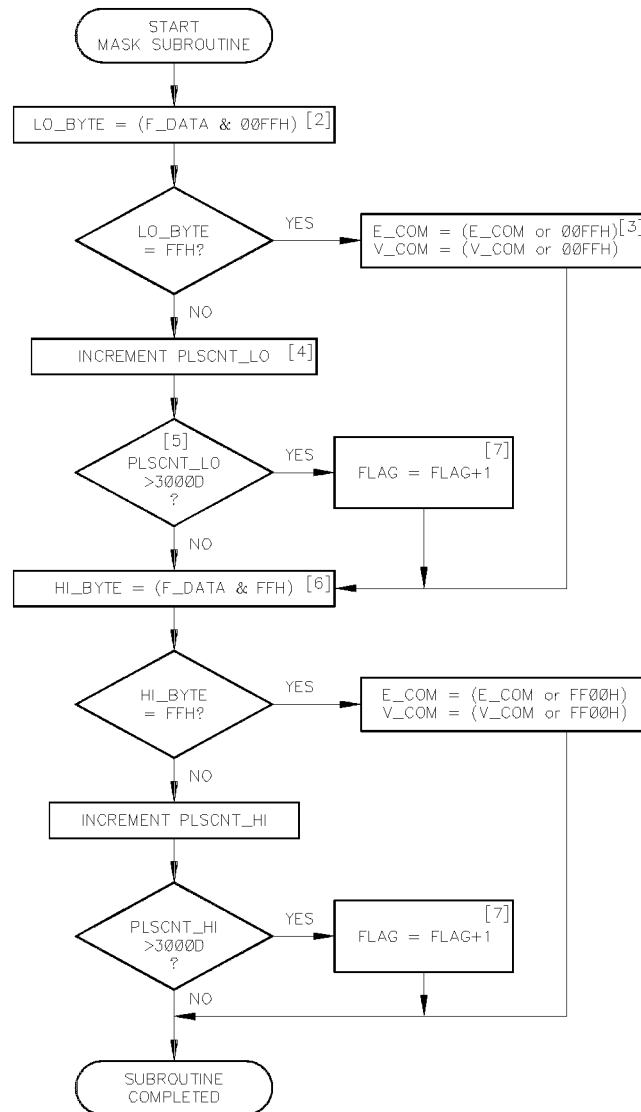 START
MASK SUBROUTINE
LO_BYTE = (F_DATA & 00FFH) [2]
LO_BYTE
= FFH?
YES
E_COM = (E_COM or 00FFH) [3]
V_COM = (V_COM or 00FFH)
NO
INCREMENT PLSCNT_LO [4]
[5]
PLSCNT_LO
>3000D
?
YES
[7]
FLAG = FLAG+1
NO
HI_BYTE = (F_DATA & FFH) [6]
HI_BYTE
= FFH?
YES
E_COM = (E_COM or FF00H)
V_COM = (V_COM or FF00H)
NO
INCREMENT PLSCNT_HI
PLSCNT_HI
>3000D
?
YES
[7]
FLAG = FLAG+1
NO
SUBROUTINE
COMPLETED